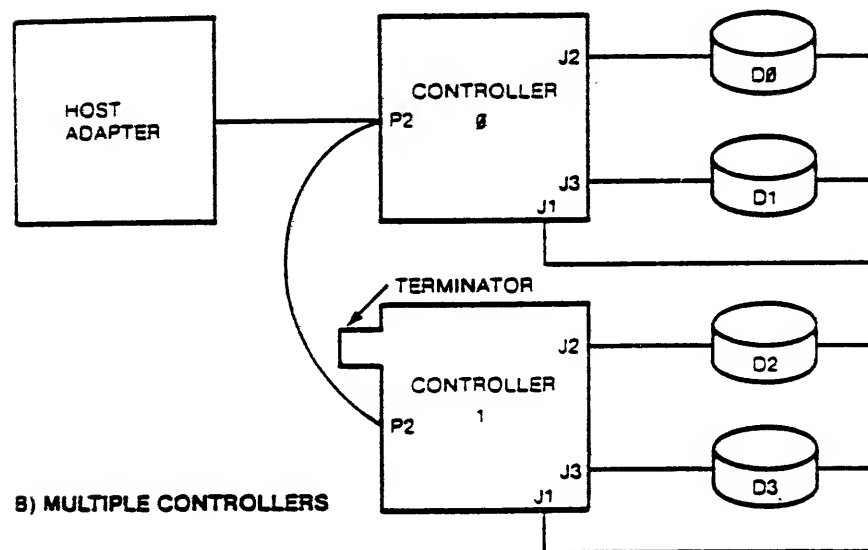 HOST
ADAPTER
CONTROLLER
Ø
P2
J2
J3
J1
DØ
D1
TERMINATOR
CONTROLLER
1
P2
J2
J3
J1
D2
D3
B) MULTIPLE CONTROLLERS